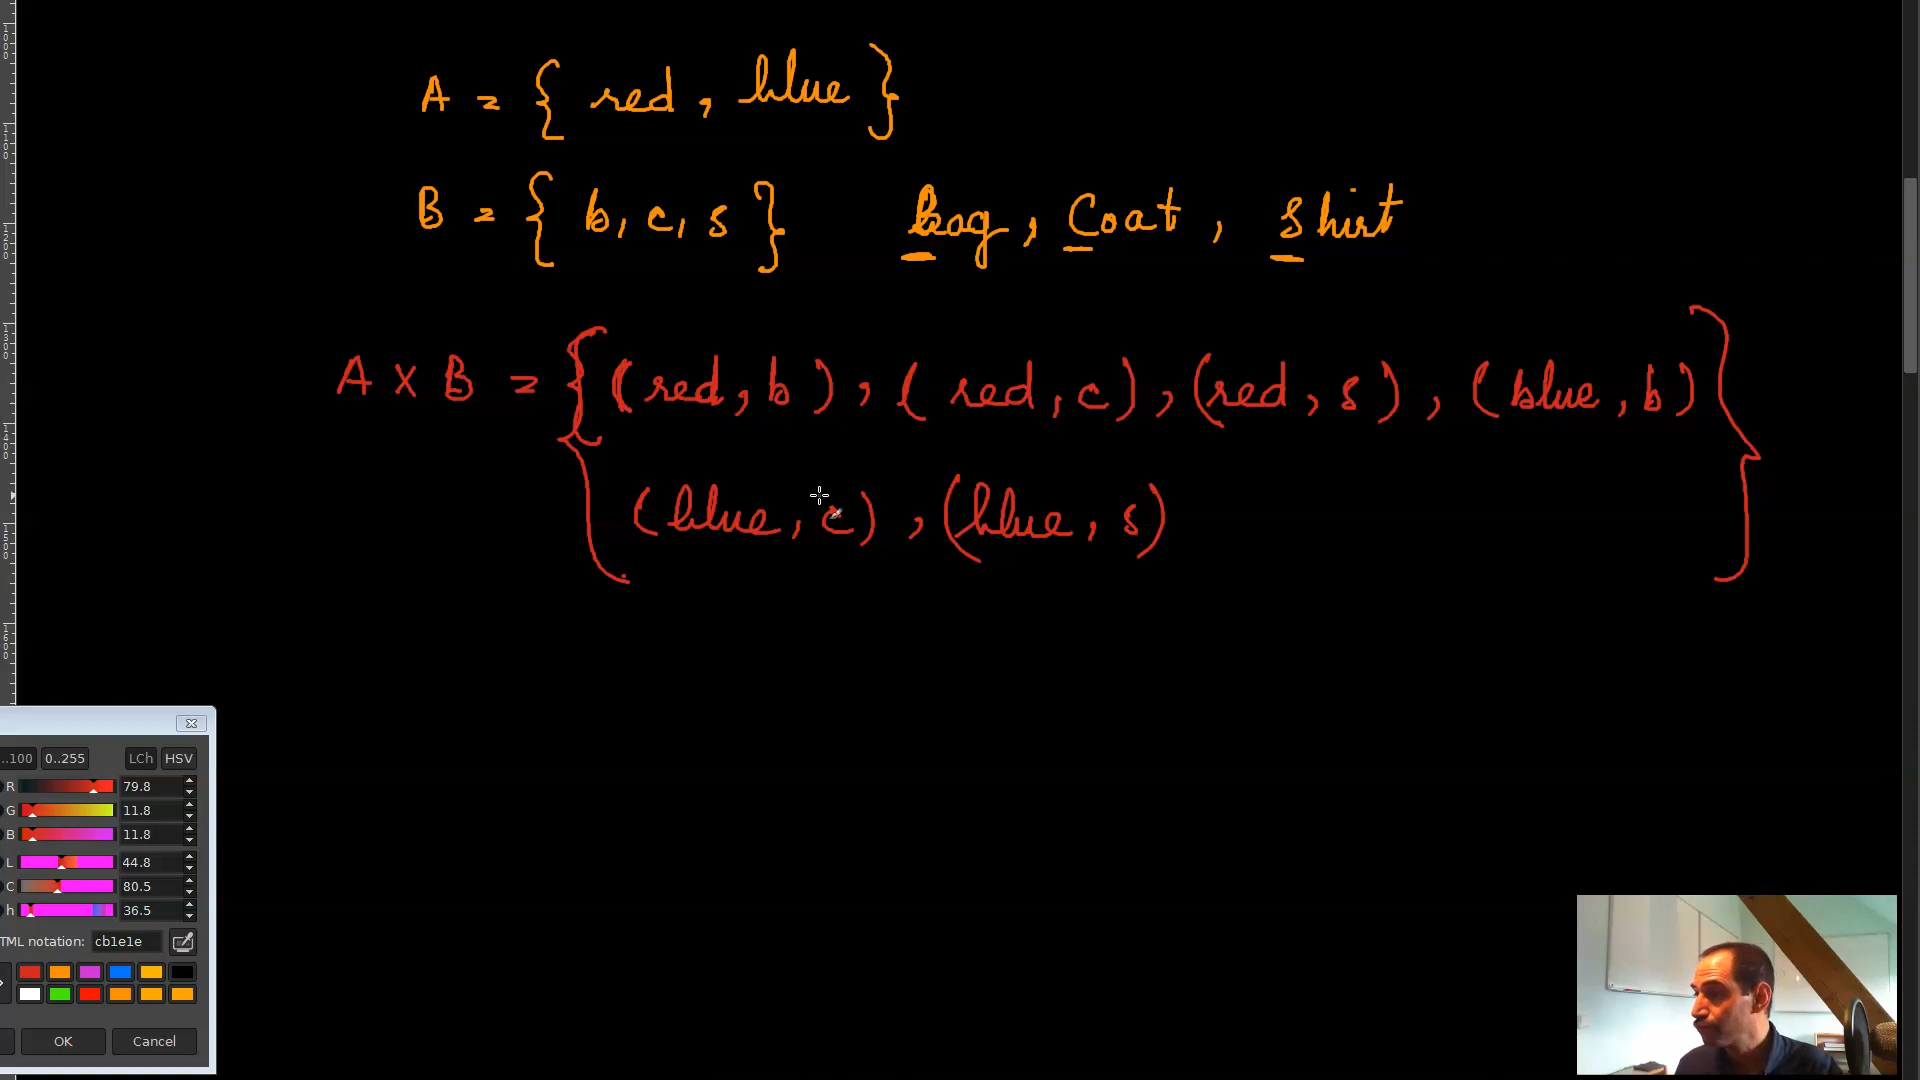 A = { red, blue }
B = { b, c, s } Bag, Coat, Shirt
A X B = { (red, b), (red, c), (red, s), (blue, b)
(blue, c), (blue, s) }
..100 0..255 LCh HSV
R 79.8
G 11.8
B 11.8
L 44.8
C 80.5
h 36.5
TML notation: cb1e1e
OK Cancel